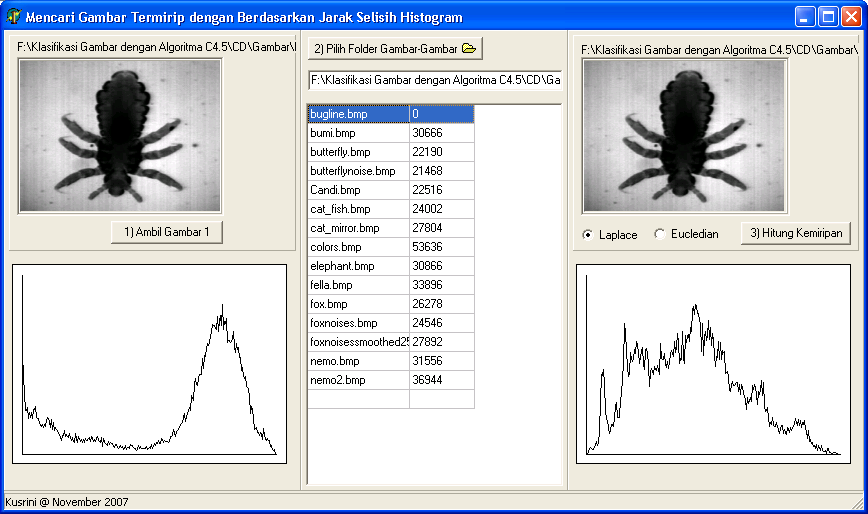 Mencari Gambar Termirip dengan Berdasarkan Jarak Selisih Histogram
F:\Klasifikasi Gambar dengan Algoritma C4.5\CD\Gambar\
1) Ambil Gambar 1
2) Pilih Folder Gambar-Gambar
F:\Klasifikasi Gambar dengan Algoritma C4.5\CD\Ga
bugline.bmp 0
bumi.bmp 30666
butterfly.bmp 22190
butterflynoise.bmp 21468
Candi.bmp 22516
cat_fish.bmp 24002
cat_mirror.bmp 27804
colors.bmp 53636
elephant.bmp 30866
fella.bmp 33896
fox.bmp 26278
foxnoises.bmp 24546
foxnoisessmoothed25 27892
nemo.bmp 31556
nemo2.bmp 36944
F:\Klasifikasi Gambar dengan Algoritma C4.5\CD\Gambar\
Laplace
Eucledian
3) Hitung Kemiripan
Kusrini @ November 2007